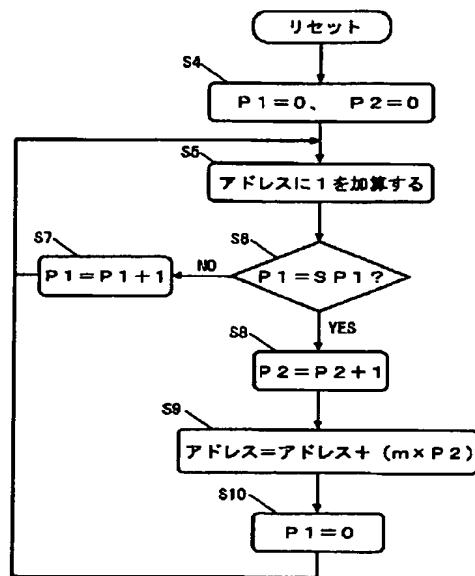 リセット
S4
P1=0、 P2=0
S5
アドレスに1を加算する
S7
P1=P1+1
NO
S6
P1=SP1?
YES
S8
P2=P2+1
S9
アドレス=アドレス+(m×P2)
S10
P1=0